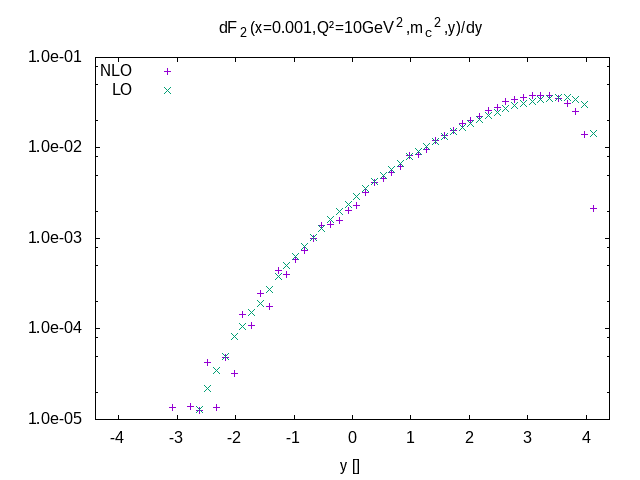 dF₂(x=0.001,Q²=10GeV²,m_c²,y)/dy
1.0e-01
NLO
LO
1.0e-02
1.0e-03
1.0e-04
1.0e-05
-4 -3 -2 -1 0 1 2 3 4
y []